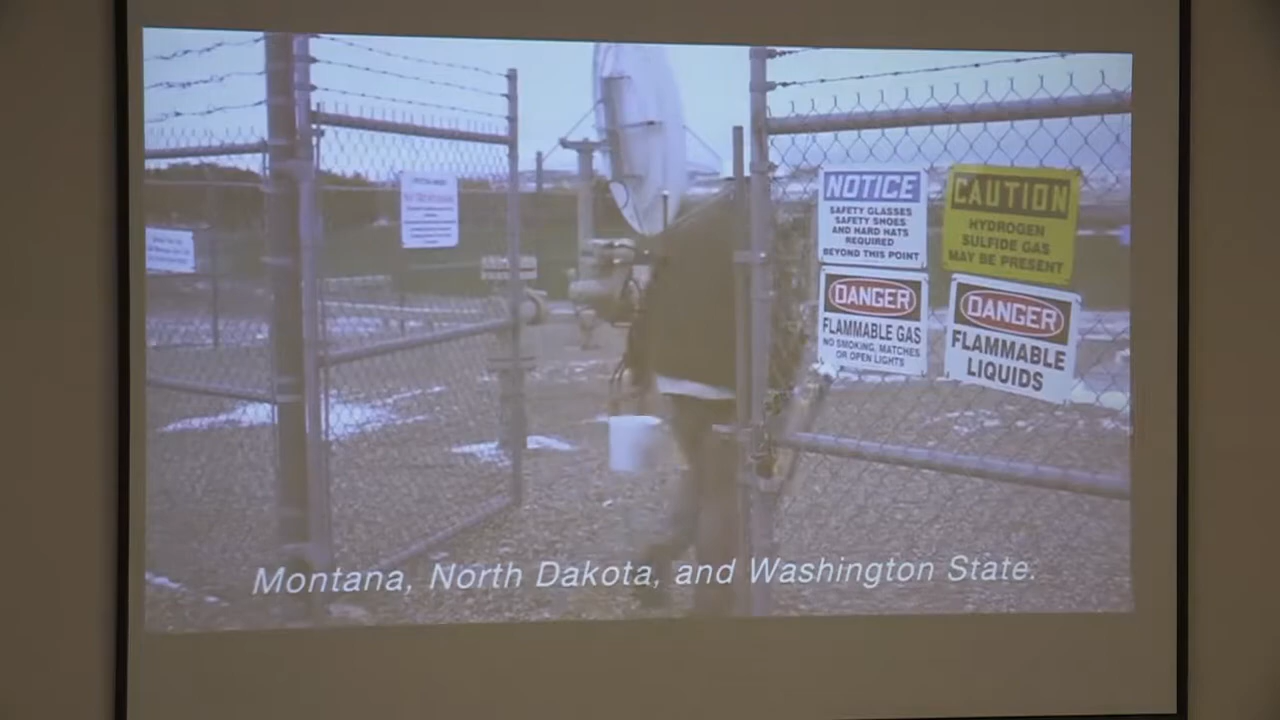 NOTICE
SAFETY GLASSES
SAFETY SHOES
AND HARD HATS
REQUIRED
BEYOND THIS POINT
CAUTION
HYDROGEN
SULFIDE GAS
MAY BE PRESENT
DANGER
FLAMMABLE GAS
NO SMOKING, MATCHES
OR OPEN LIGHTS
DANGER
FLAMMABLE
LIQUIDS
Montana, North Dakota, and Washington State.